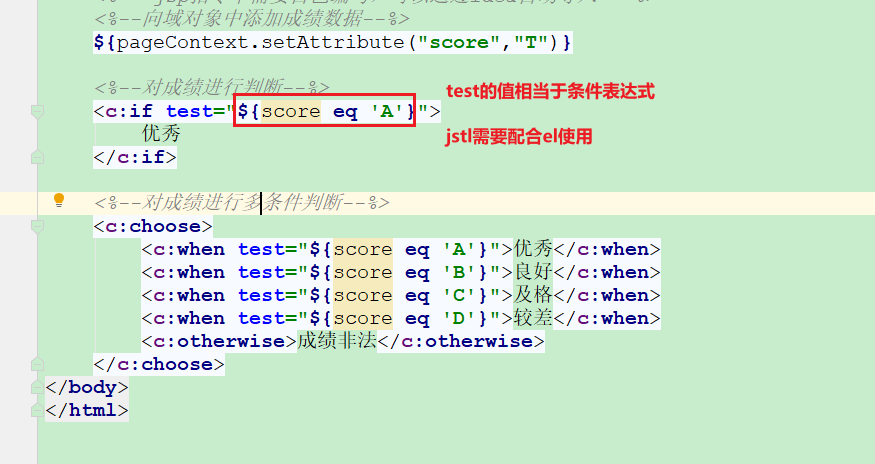 <%--向域对象中添加成绩数据--%>
${pageContext.setAttribute("score","T")}
<%--对成绩进行判断--%>
<c:if test="${score eq 'A'}">
test的值相当于条件表达式
优秀
jstl需要配合el使用
</c:if>
<%--对成绩进行多条件判断--%>
<c:choose>
<c:when test="${score eq 'A'}">优秀</c:when>
<c:when test="${score eq 'B'}">良好</c:when>
<c:when test="${score eq 'C'}">及格</c:when>
<c:when test="${score eq 'D'}">较差</c:when>
<c:otherwise>成绩非法</c:otherwise>
</c:choose>
</body>
</html>